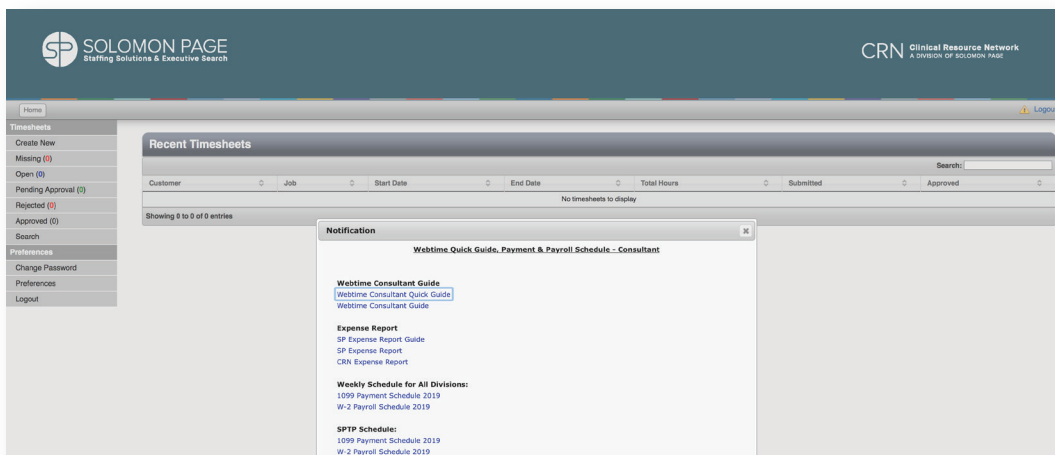 SP SOLOMON PAGE
Staffing Solutions & Executive Search
CRN Clinical Resource Network
A DIVISION OF SOLOMON PAGE
Home
Logou
Timesheets
Create New
Missing (0)
Open (0)
Pending Approval (0)
Rejected (0)
Approved (0)
Search
Preferences
Change Password
Preferences
Logout
Recent Timesheets
Search:
Customer Job Start Date End Date Total Hours Submitted Approved
No timesheets to display
Showing 0 to 0 of 0 entries
Notification
Webtime Quick Guide, Payment & Payroll Schedule - Consultant
Webtime Consultant Guide
Webtime Consultant Quick Guide
Webtime Consultant Guide
Expense Report
SP Expense Report Guide
SP Expense Report
CRN Expense Report
Weekly Schedule for All Divisions:
1099 Payment Schedule 2019
W-2 Payroll Schedule 2019
SPTP Schedule:
1099 Payment Schedule 2019
W-2 Payroll Schedule 2019